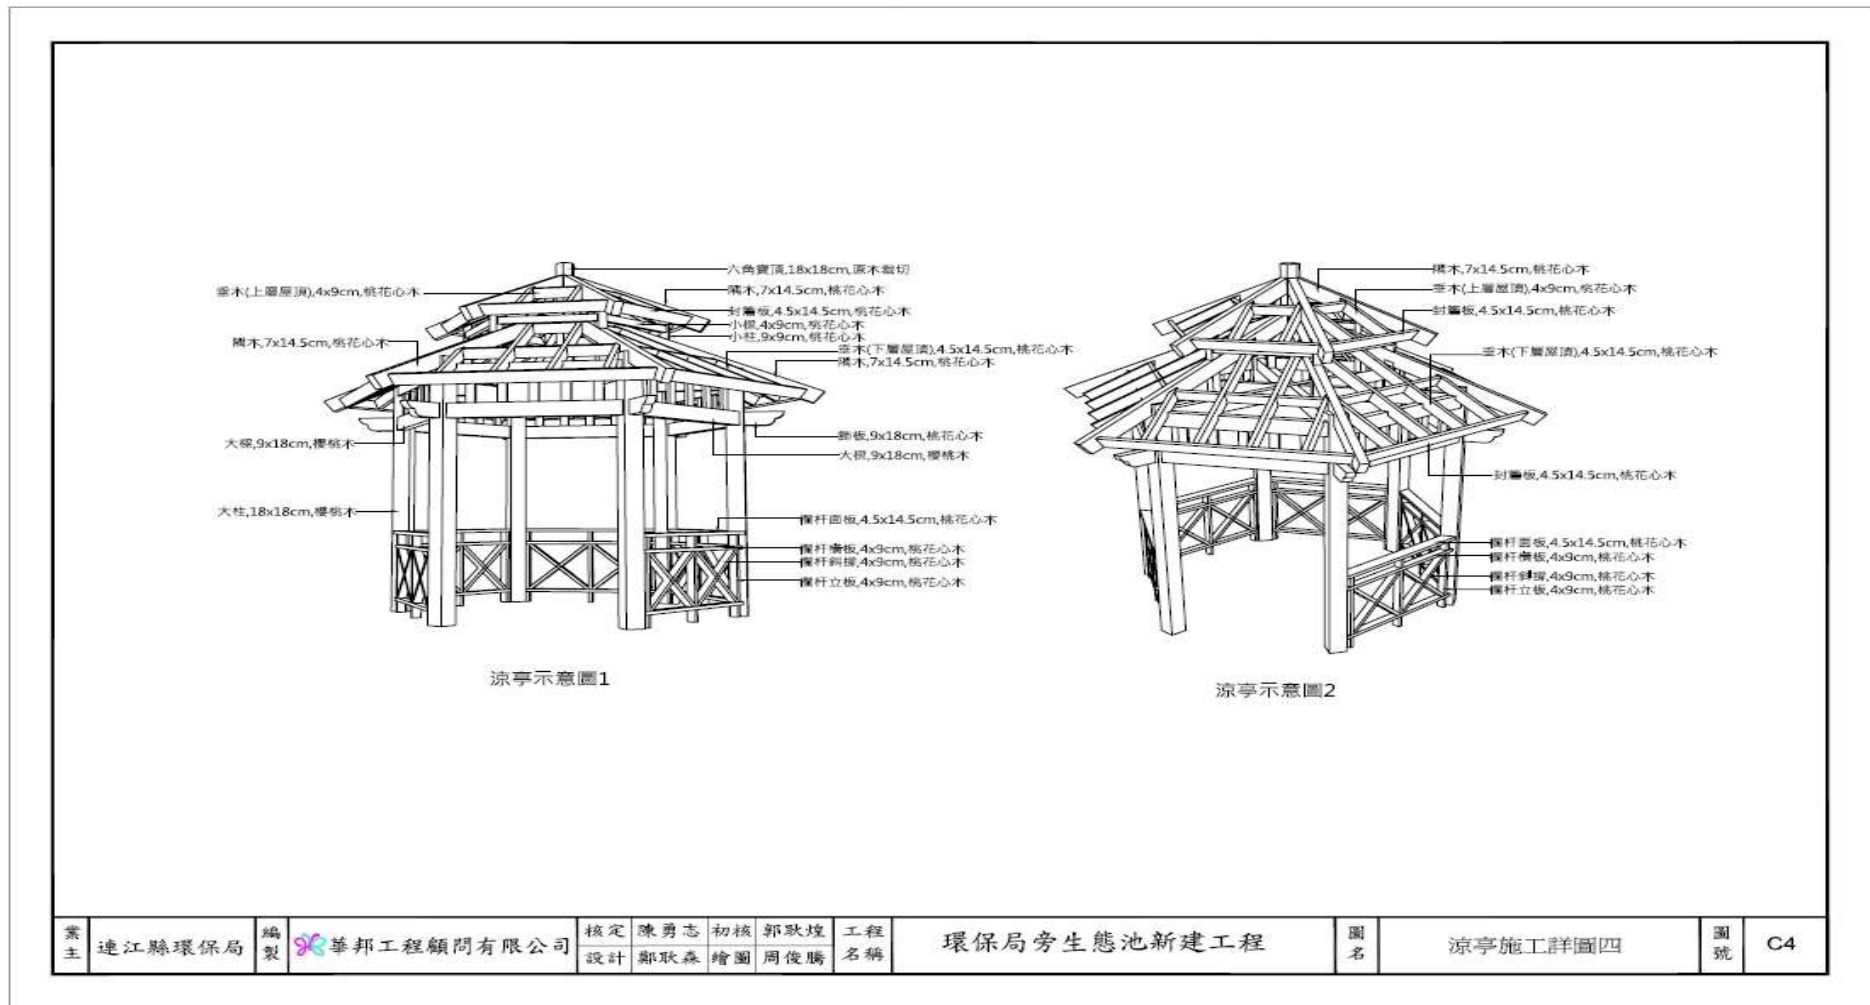 六角寶頂,18x18cm,原木裁切
垂木(上層屋頂),4x9cm,桃花心木
隅木,7x14.5cm,桃花心木
封簷板,4.5x14.5cm,桃花心木
小樑,4x9cm,桃花心木
小柱,9x9cm,桃花心木
隅木,7x14.5cm,桃花心木
垂木(下層屋頂),4.5x14.5cm,桃花心木
隅木,7x14.5cm,桃花心木
大樑,9x18cm,櫻桃木
飾板,9x18cm,桃花心木
大樑,9x18cm,櫻桃木
大柱,18x18cm,櫻桃木
欄杆面板,4.5x14.5cm,桃花心木
欄杆橫板,4x9cm,桃花心木
欄杆斜撐,4x9cm,桃花心木
欄杆立板,4x9cm,桃花心木
涼亭示意圖1
隅木,7x14.5cm,桃花心木
垂木(上層屋頂),4x9cm,桃花心木
封簷板,4.5x14.5cm,桃花心木
垂木(下層屋頂),4.5x14.5cm,桃花心木
封簷板,4.5x14.5cm,桃花心木
欄杆面板,4.5x14.5cm,桃花心木
欄杆橫板,4x9cm,桃花心木
欄杆斜撐,4x9cm,桃花心木
欄杆立板,4x9cm,桃花心木
涼亭示意圖2
業主
連江縣環保局
編製
華邦工程顧問有限公司
核定 陳勇志 初核 郭耿煌
設計 鄭耿森 繪圖 周俊騰
工程名稱
環保局旁生態池新建工程
圖名
涼亭施工詳圖四
圖號
C4